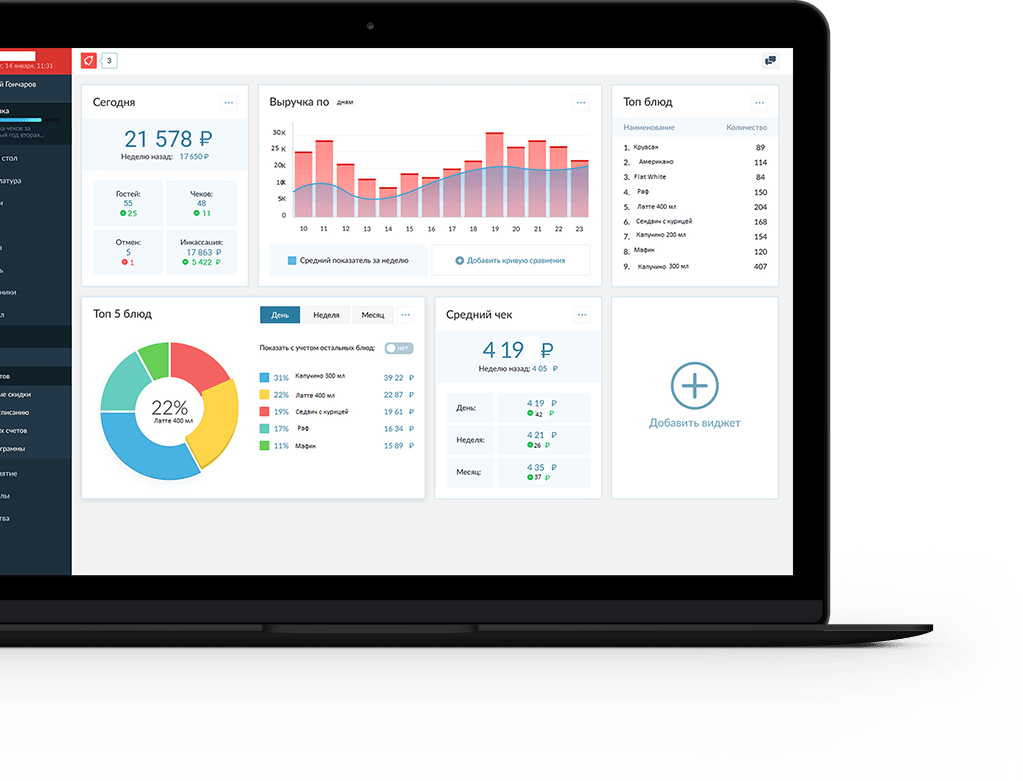 г, 14 января, 11:31
й Гончаров
вка
ка чеков за
ый год вторая...
стол
латура
и
ы
ь
ники
л
тов
ые скидки
списанию
х счетов
граммы
ятие
лы
тва
3
Сегодня
21 578 ₽
Неделю назад: 17 650 ₽
Гостей:
55
25
Чеков:
48
11
Отмен:
5
1
Инкассация:
17 863 ₽
5 422 ₽
Выручка по дням
30 K
25 K
20K
10K
5K
0
10 11 12 13 14 15 16 17 18 19 20 21 22 23
Средний показатель за неделю
Добавить кривую сравнения
Топ блюд
Наименование Количество
1. Круасан 89
2. Американо 114
3. Flat White 84
4. Раф 150
5. Латте 400 мл 204
6. Сендвич с курицей 168
7. Капучино 200 мл 154
8. Мафин 120
9. Капучино 300 мл 407
Топ 5 блюд
День Неделя Месяц
Показать с учетом остальных блюд: НЕТ
22%
Латте 400 мл
31% Капучино 300 мл 39 22 ₽
22% Латте 400 мл 22 87 ₽
19% Седвич с курицей 19 61 ₽
17% Раф 16 34 ₽
11% Мафин 15 89 ₽
Средний чек
4 19 ₽
Неделю назад: 4 05 ₽
День:
4 19 ₽
42 ₽
Неделя:
4 21 ₽
26 ₽
Месяц:
4 35 ₽
37 ₽
Добавить виджет